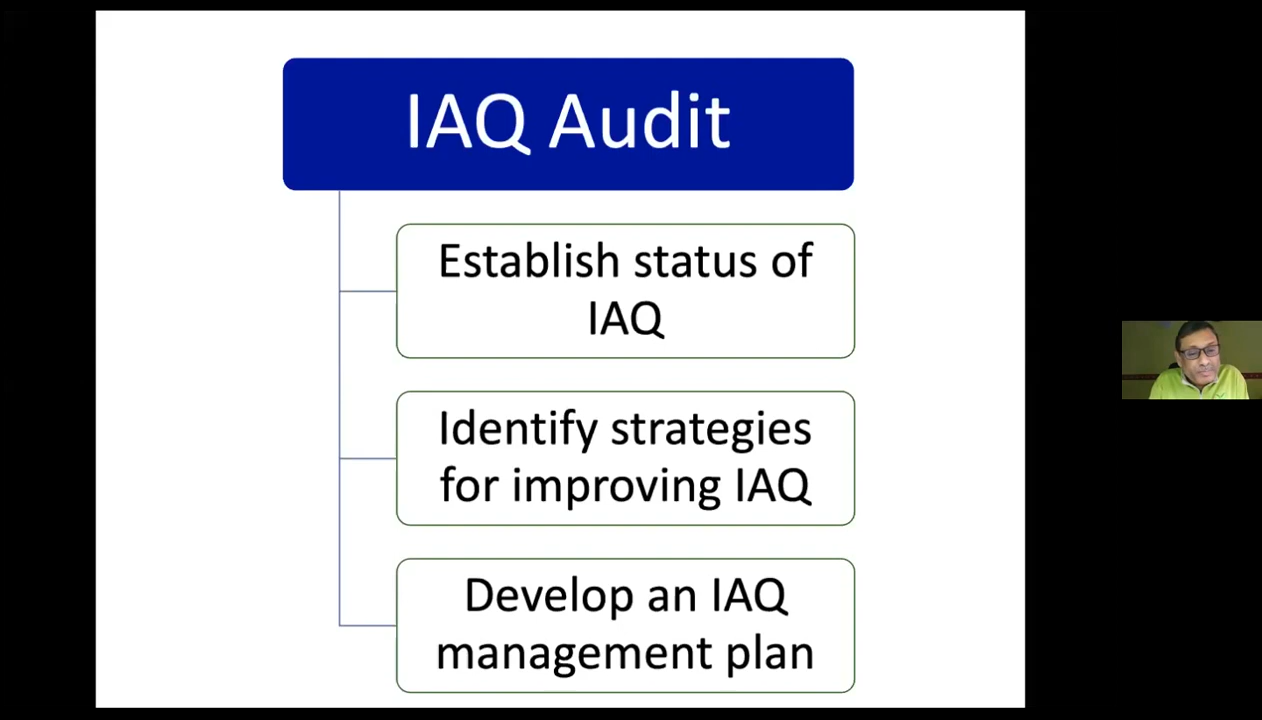 IAQ Audit
Establish status of
IAQ
Identify strategies
for improving IAQ
Develop an IAQ
management plan